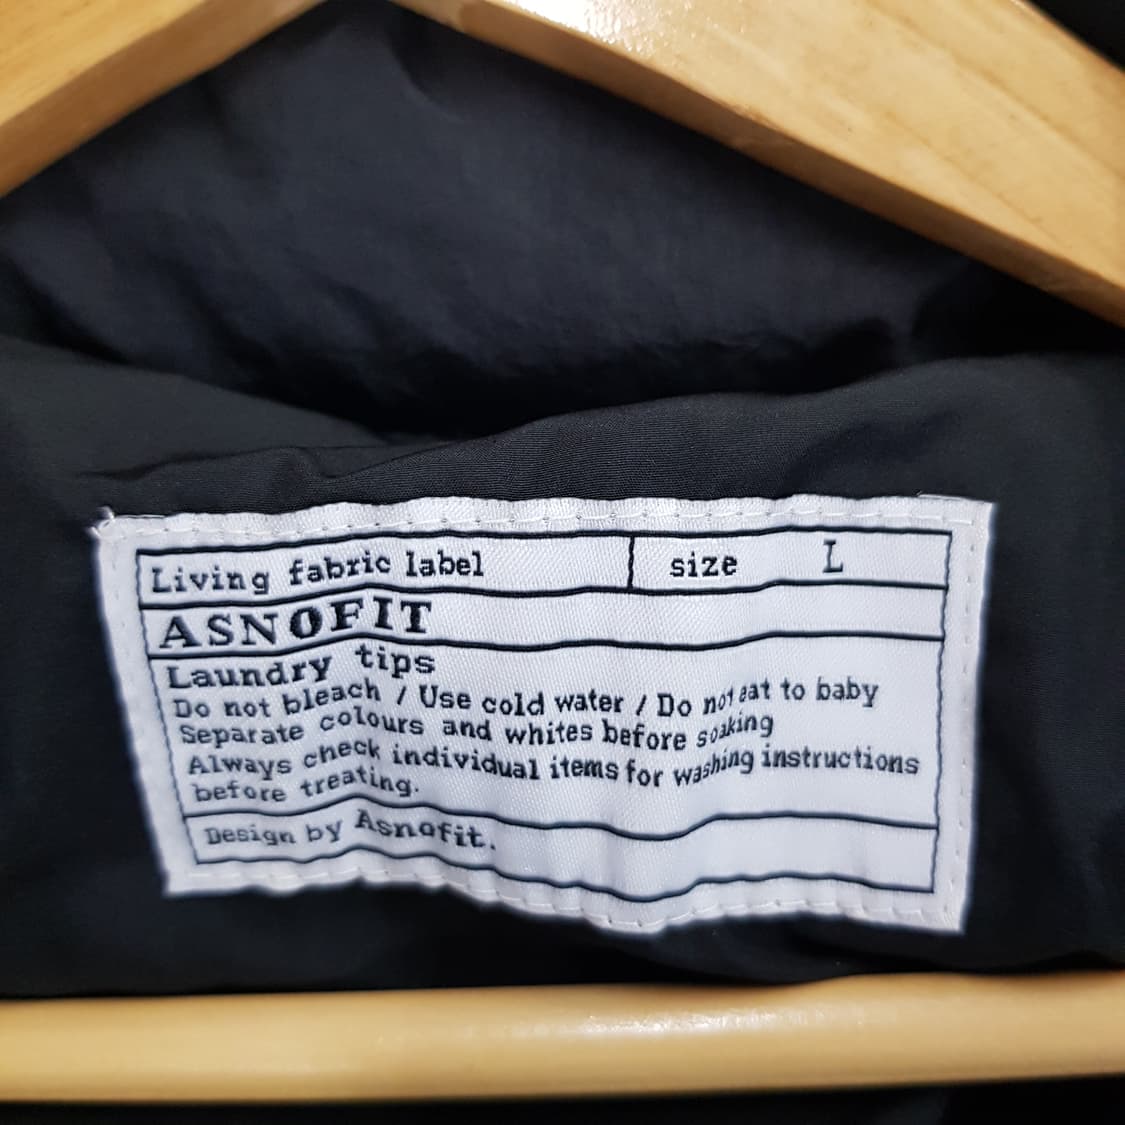 Living fabric label size L
ASNOFIT
Laundry tips
Do not bleach / Use cold water / Do not eat to baby
Separate colours and whites before soaking
Always check individual items for washing instructions
before treating.
Design by Asnofit.